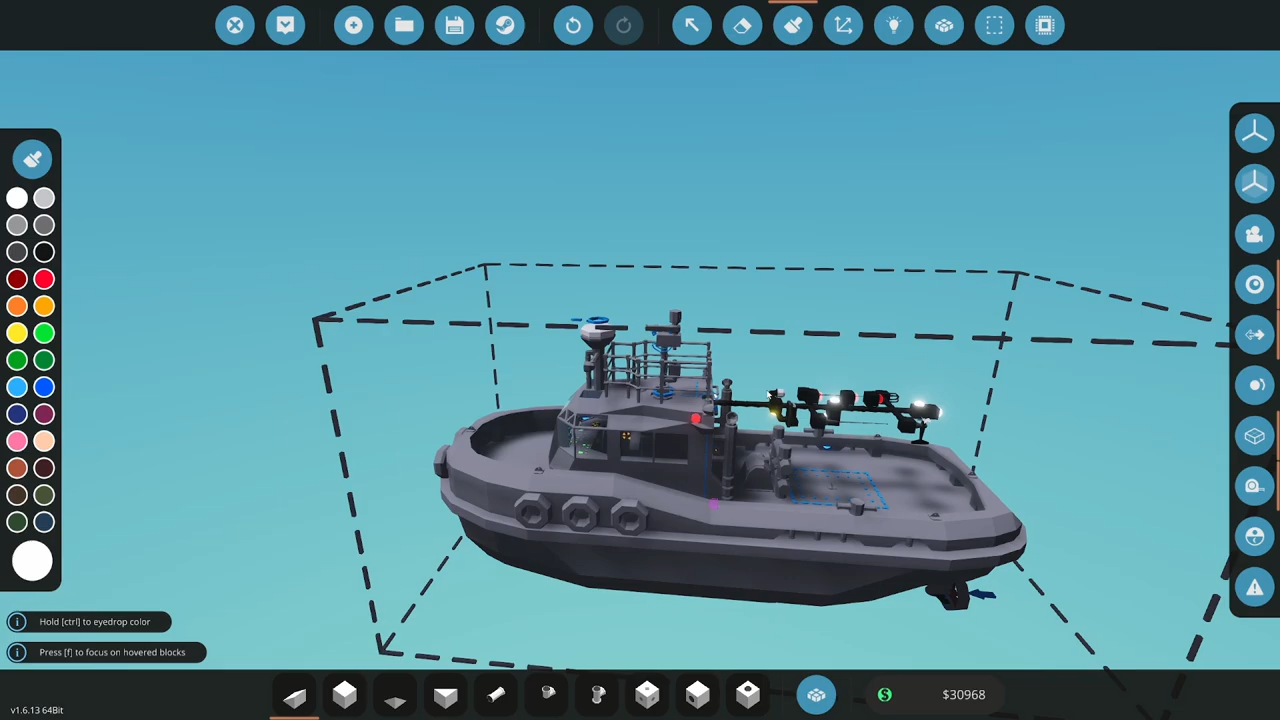 Hold [ctrl] to eyedrop color
Press [f] to focus on hovered blocks
$30968
v1.6.13 64Bit